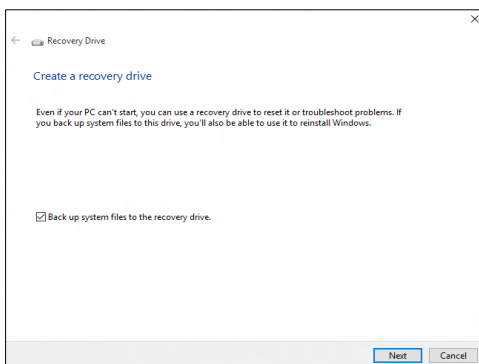 Recovery Drive
Create a recovery drive
Even if your PC can't start, you can use a recovery drive to reset it or troubleshoot problems. If
you back up system files to this drive, you'll also be able to use it to reinstall Windows.
Back up system files to the recovery drive.
Next Cancel